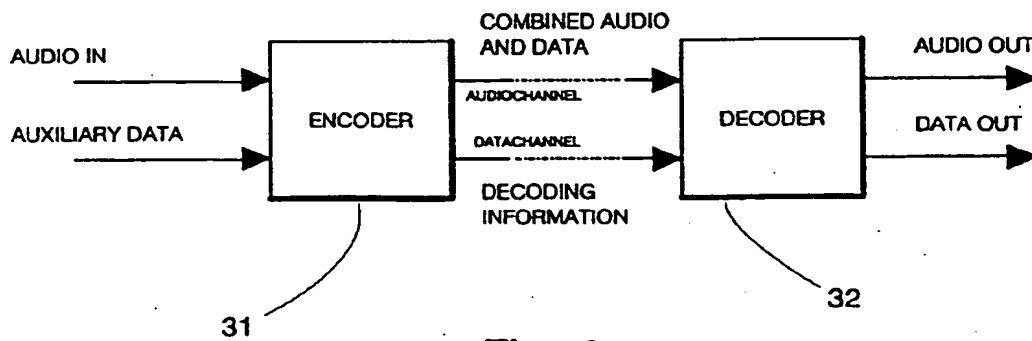 COMBINED AUDIO
AND DATA
AUDIO IN
AUDIO OUT
AUDIOCHANNEL
ENCODER
DECODER
AUXILIARY DATA
DATA OUT
DATACHANNEL
DECODING
INFORMATION
31
32